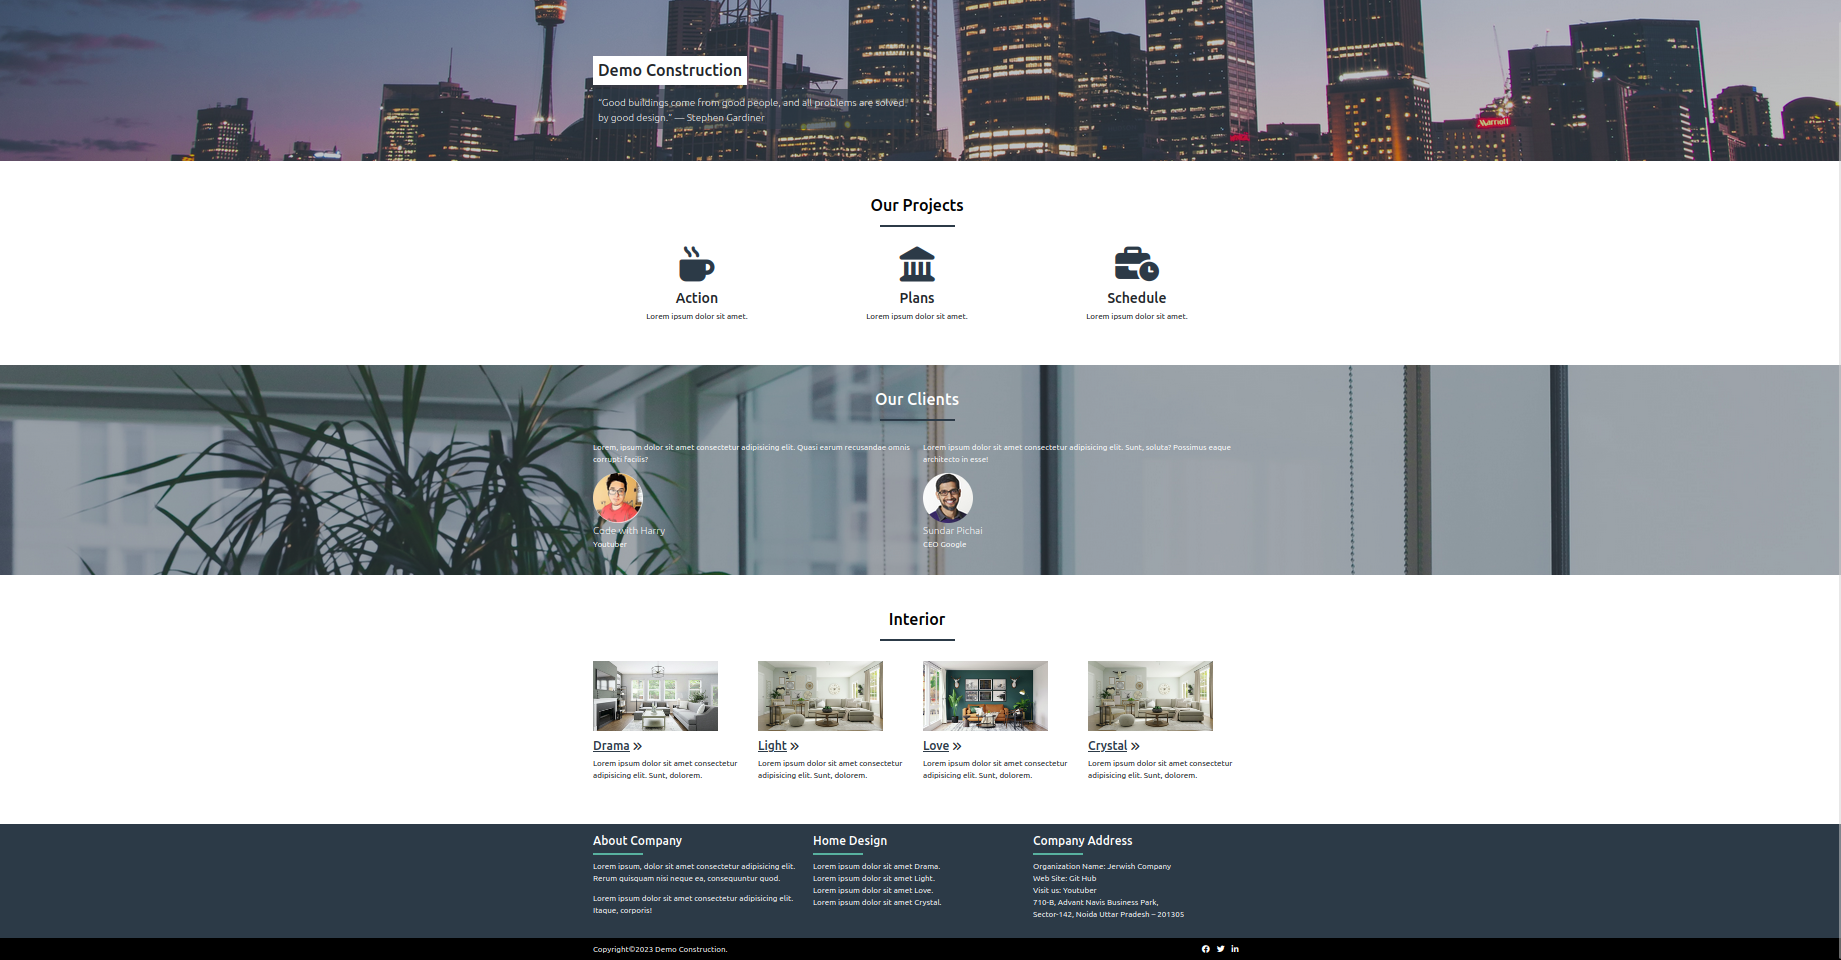 Demo Construction
"Good buildings come from good people, and all problems are solved
by good design." — Stephen Gardiner
Marriott
Our Projects
Action
Plans
Schedule
Lorem ipsum dolor sit amet.
Lorem ipsum dolor sit amet.
Lorem ipsum dolor sit amet.
Our Clients
Lorem, ipsum dolor sit amet consectetur adipisicing elit. Quasi earum recusandae omnis
corrupti facilis?
Code with Harry
Youtuber
Lorem ipsum dolor sit amet consectetur adipisicing elit. Sunt, soluta? Possimus eaque
architecto in esse!
Sundar Pichai
CEO Google
Interior
Drama »
Lorem ipsum dolor sit amet consectetur
adipisicing elit. Sunt, dolorem.
Light »
Lorem ipsum dolor sit amet consectetur
adipisicing elit. Sunt, dolorem.
Love »
Lorem ipsum dolor sit amet consectetur
adipisicing elit. Sunt, dolorem.
Crystal »
Lorem ipsum dolor sit amet consectetur
adipisicing elit. Sunt, dolorem.
About Company
Lorem ipsum, dolor sit amet consectetur adipisicing elit.
Rerum quisquam nisi neque ea, consequuntur quod.
Lorem ipsum dolor sit amet consectetur adipisicing elit.
Itaque, corporis!
Home Design
Lorem ipsum dolor sit amet Drama.
Lorem ipsum dolor sit amet Light.
Lorem ipsum dolor sit amet Love.
Lorem ipsum dolor sit amet Crystal.
Company Address
Organization Name: Jerwish Company
Web Site: Git Hub
Visit us: Youtuber
710-B, Advant Navis Business Park,
Sector-142, Noida Uttar Pradesh – 201305
Copyright©2023 Demo Construction.